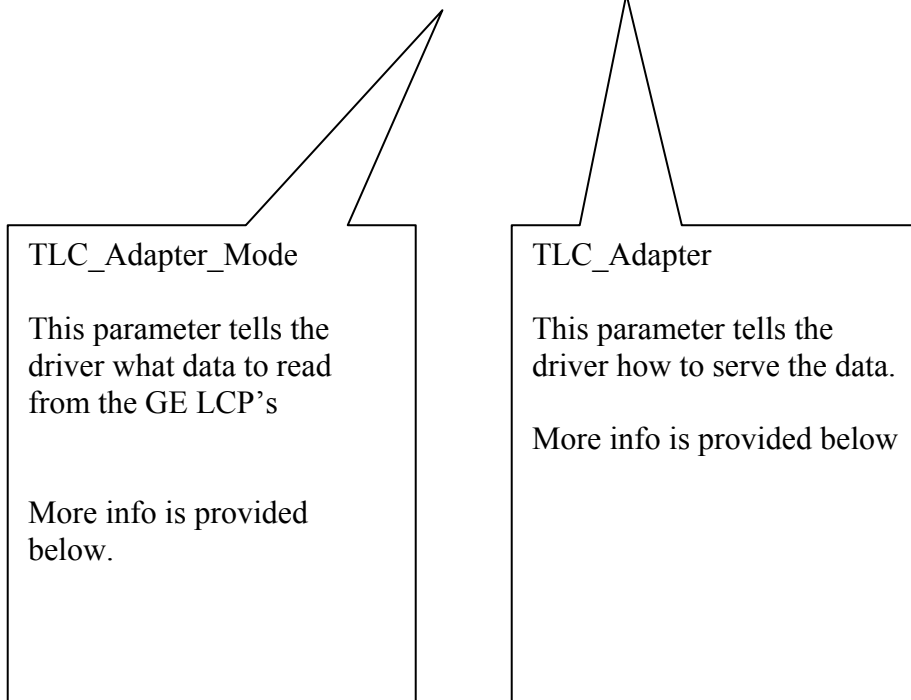 TLC_Adapter_Mode
This parameter tells the
driver what data to read
from the GE LCP’s
More info is provided
below.
TLC_Adapter
This parameter tells the
driver how to serve the data.
More info is provided below